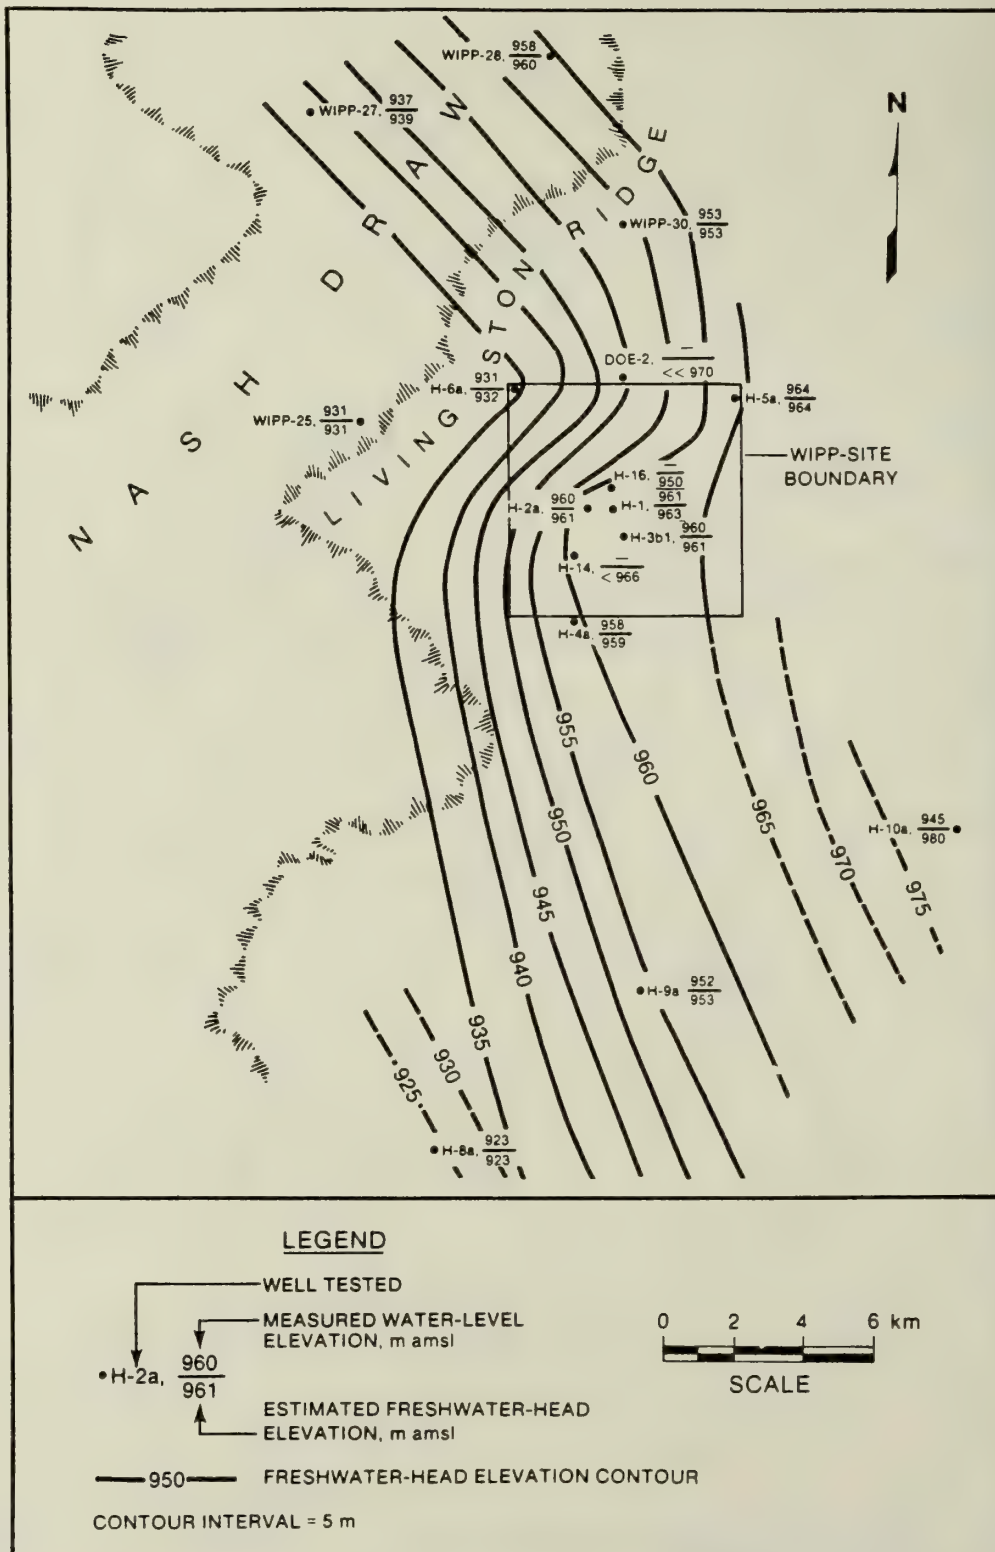 WIPP-28, 958
960
WIPP-27, 937
939
N
NASH DRAW
LIVINGSTON RIDGE
WIPP-30, 953
953
DOE-2, —
<< 970
H-6a, 931
932
H-5a, 964
964
WIPP-25, 931
931
WIPP-SITE
BOUNDARY
H-16, —
950
H-2a, 960
961
H-1, 961
963
H-3b1, 960
961
H-14, —
< 966
H-4a, 958
959
955
960
950
965
970
975
H-10a, 945
980
945
940
935
930
925
H-9a 952
953
H-8a, 923
923
LEGEND
WELL TESTED
MEASURED WATER-LEVEL
ELEVATION, m amsl
H-2a, 960
961
ESTIMATED FRESHWATER-HEAD
ELEVATION, m amsl
950 FRESHWATER-HEAD ELEVATION CONTOUR
CONTOUR INTERVAL = 5 m
0 2 4 6 km
SCALE